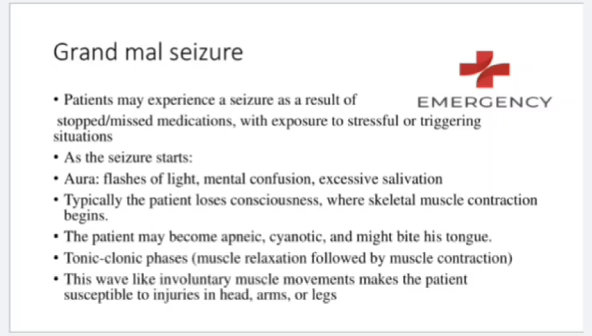 Grand mal seizure
EMERGENCY
• Patients may experience a seizure as a result of
stopped/missed medications, with exposure to stressful or triggering
situations
• As the seizure starts:
• Aura: flashes of light, mental confusion, excessive salivation
• Typically the patient loses consciousness, where skeletal muscle contraction
begins.
• The patient may become apneic, cyanotic, and might bite his tongue.
• Tonic-clonic phases (muscle relaxation followed by muscle contraction)
• This wave like involuntary muscle movements makes the patient
susceptible to injuries in head, arms, or legs